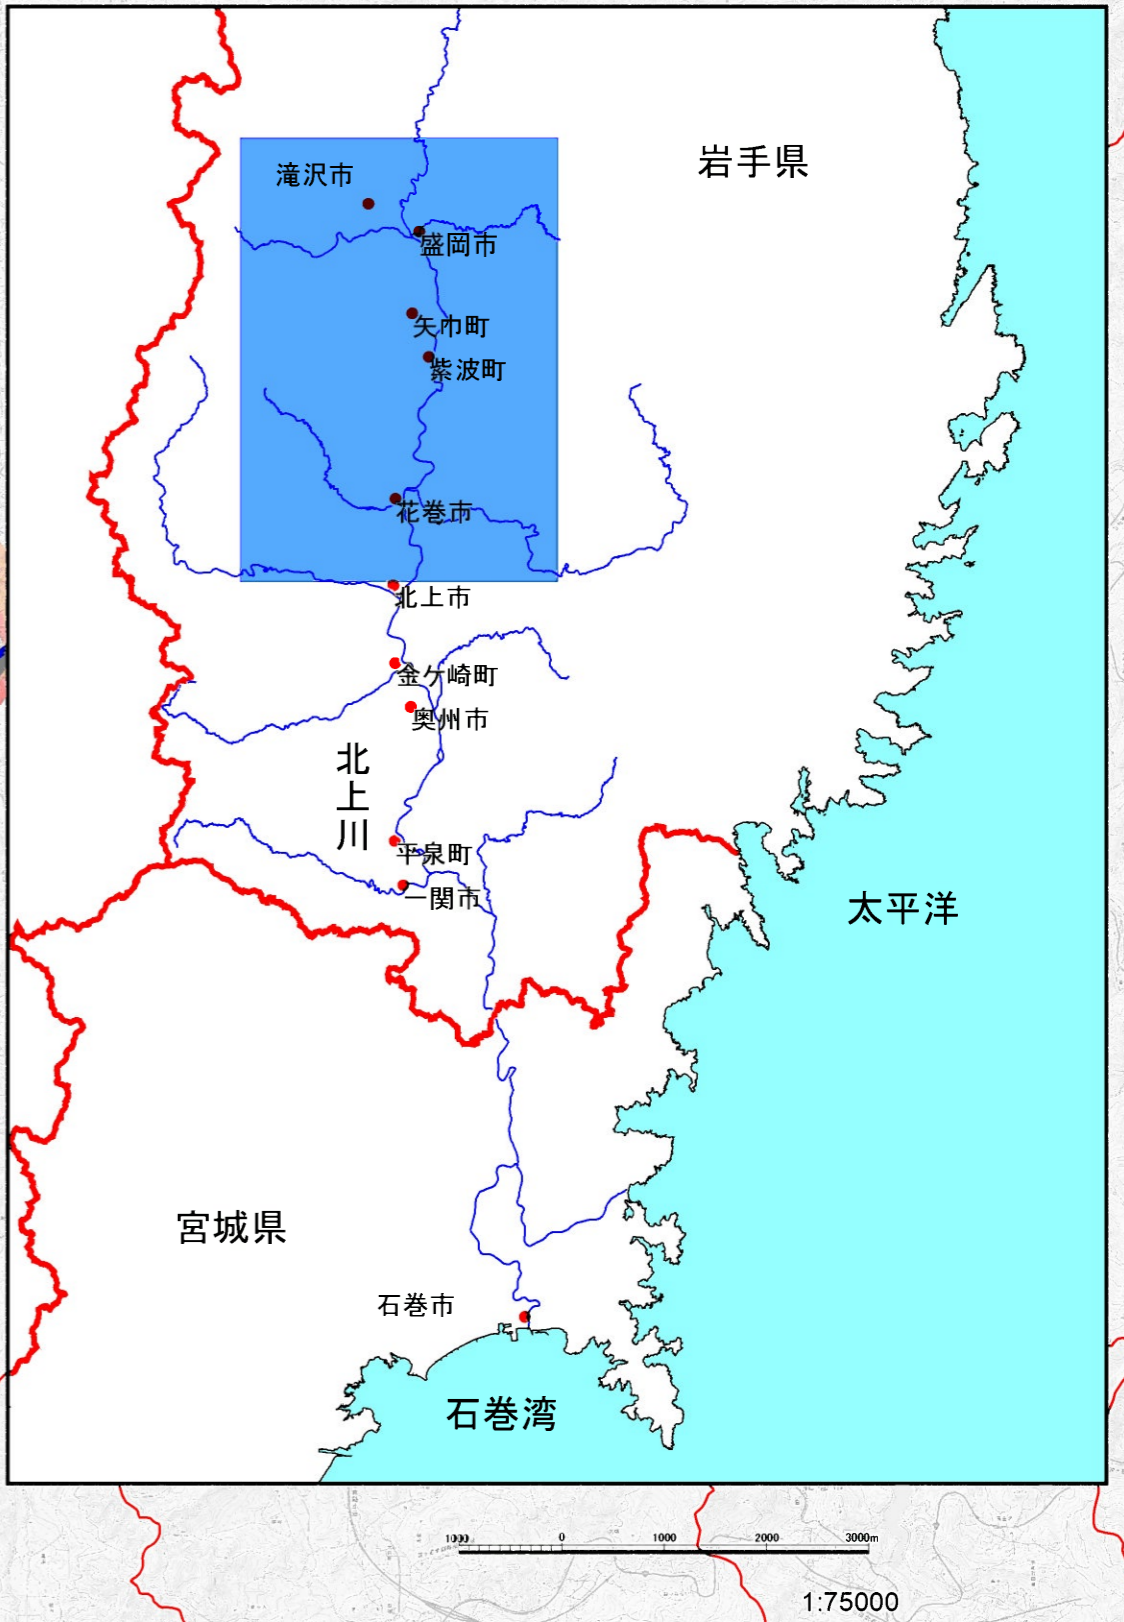 岩手県
滝沢市
盛岡市
矢巾町
紫波町
花巻市
北上市
金ケ崎町
奥州市
北上川
平泉町
一関市
太平洋
宮城県
石巻市
石巻湾
1000 0 1000 2000 3000m
1:75000